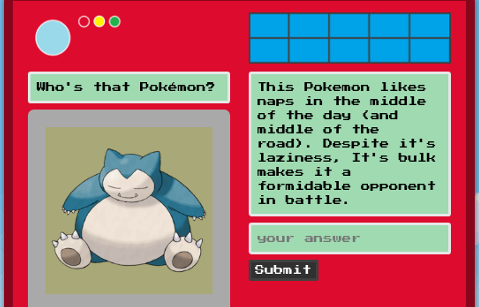 Who's that Pokémon?
This Pokemon likes
naps in the middle
of the day (and
middle of the
road). Despite it's
laziness, It's bulk
makes it a
formidable opponent
in battle.
your answer
Submit